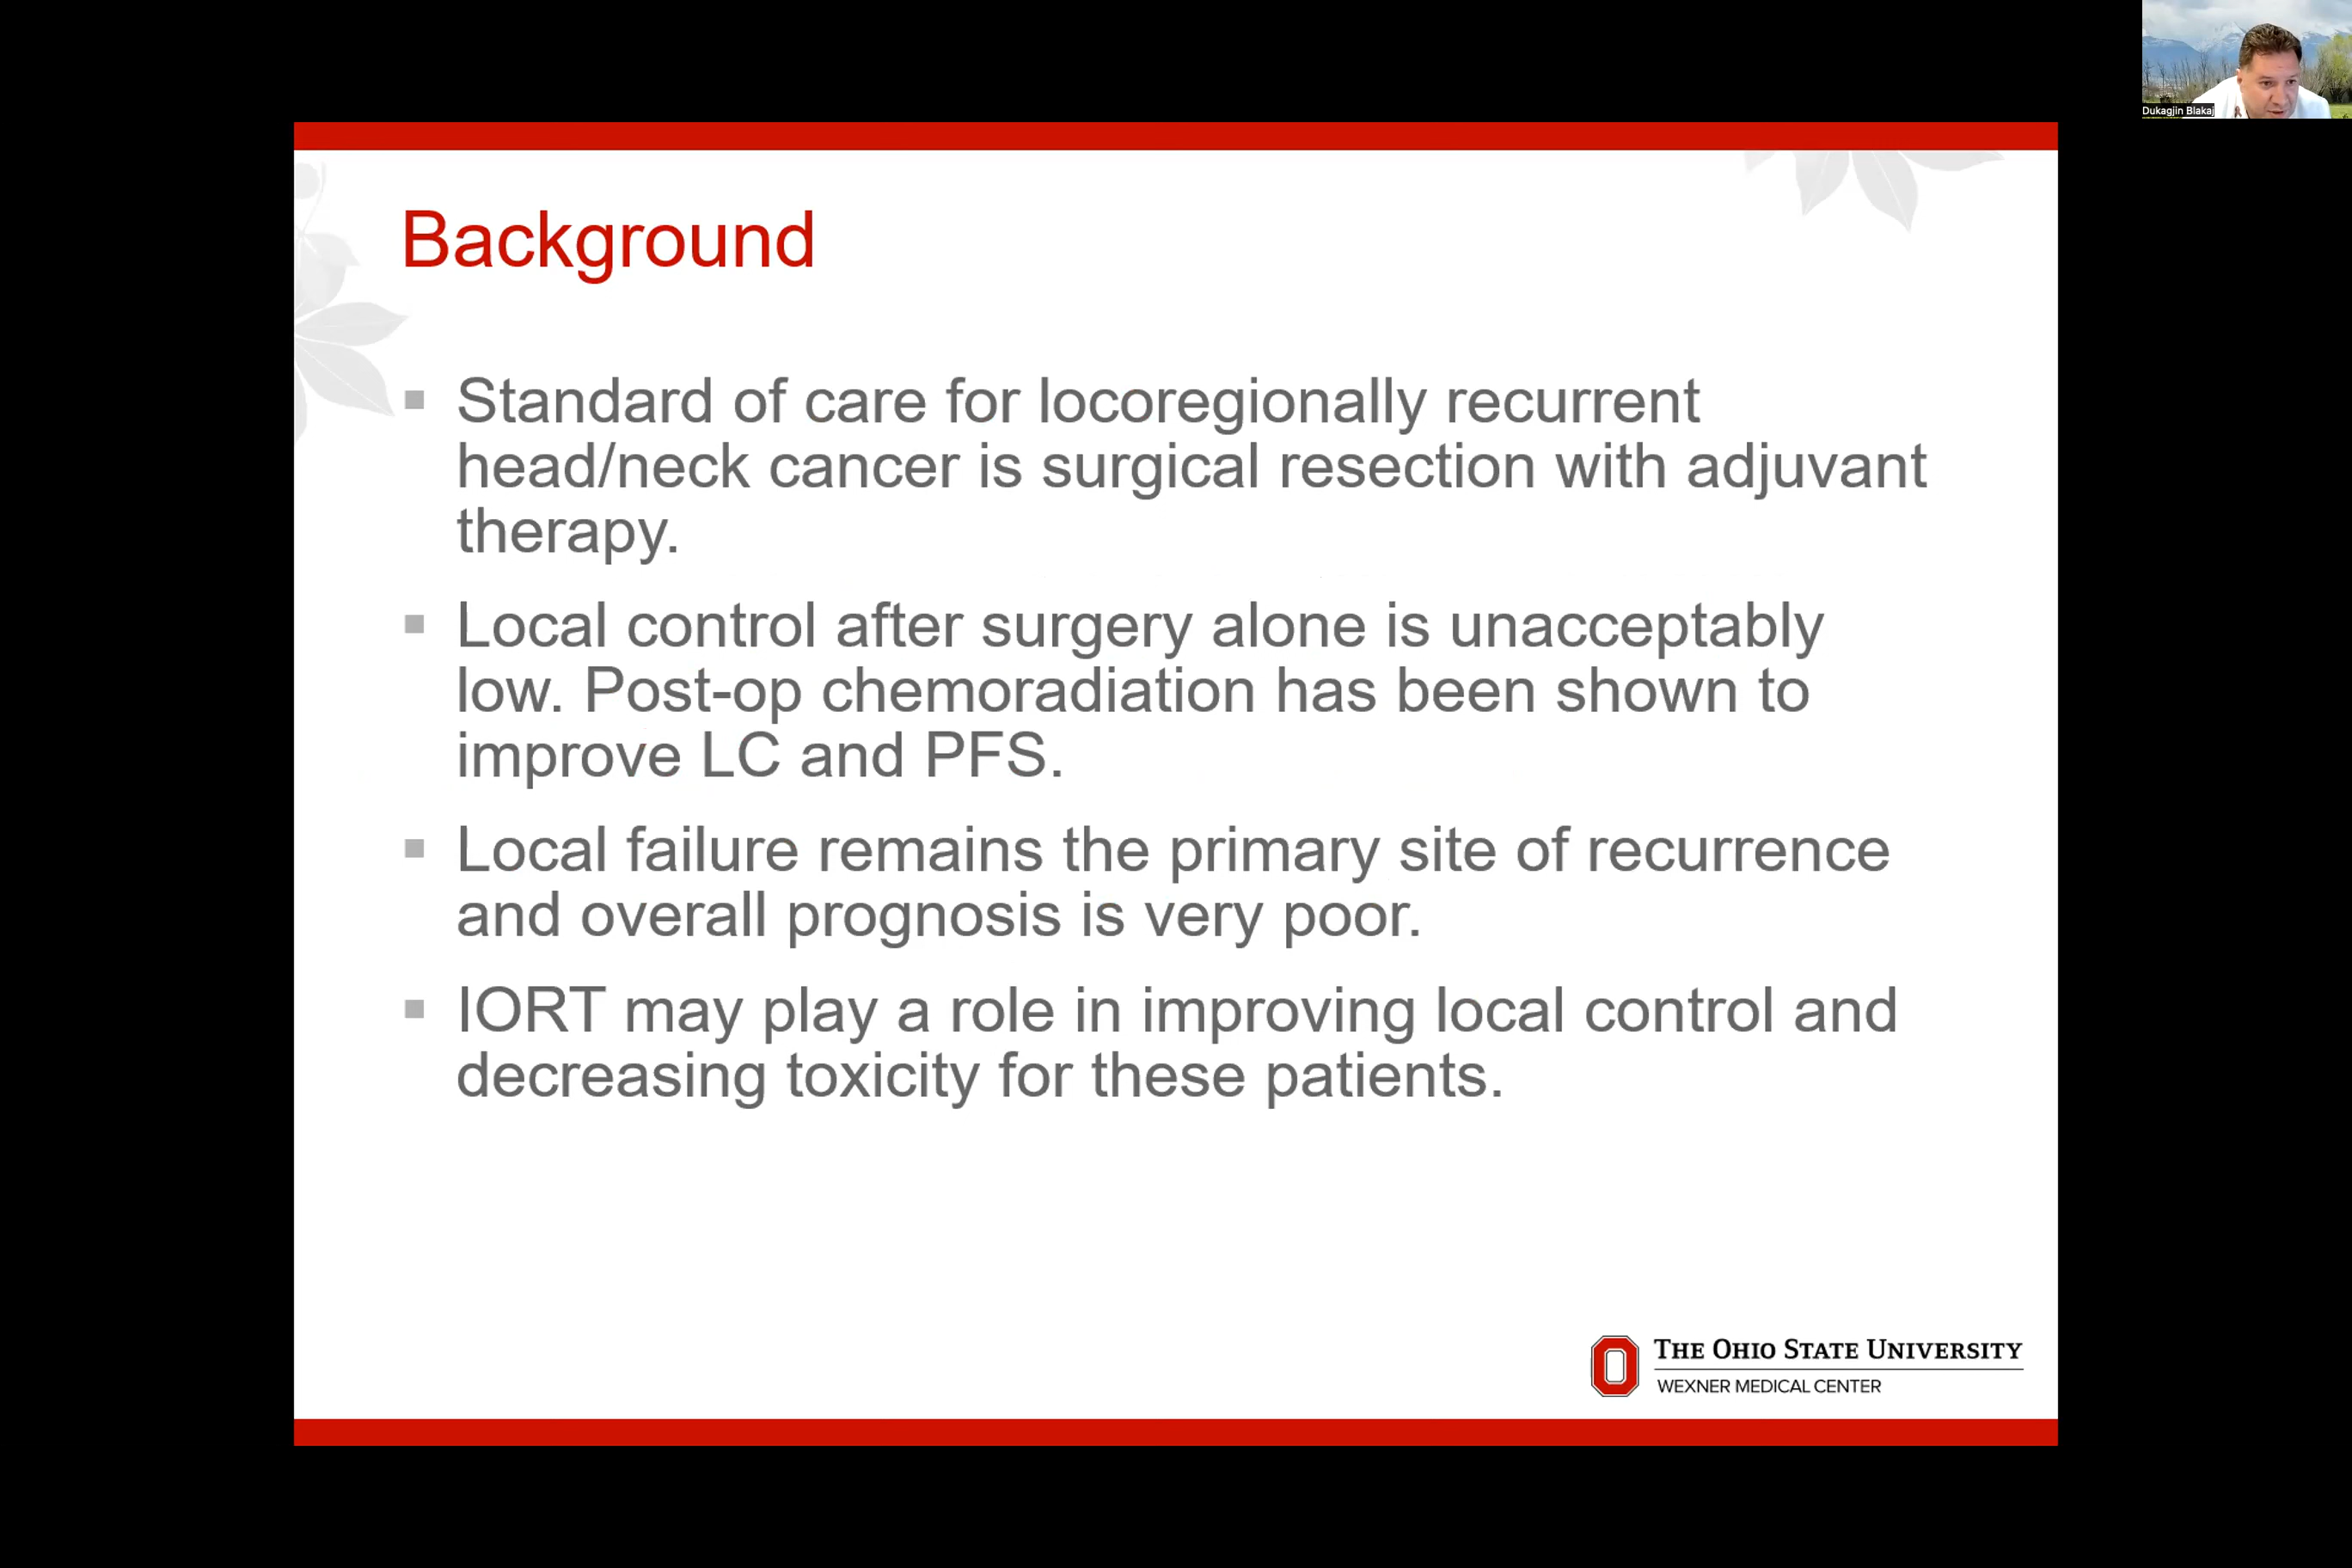 Dukagjin Blakaj
Background
Standard of care for locoregionally recurrent
head/neck cancer is surgical resection with adjuvant
therapy.
Local control after surgery alone is unacceptably
low. Post-op chemoradiation has been shown to
improve LC and PFS.
Local failure remains the primary site of recurrence
and overall prognosis is very poor.
IORT may play a role in improving local control and
decreasing toxicity for these patients.
THE OHIO STATE UNIVERSITY
WEXNER MEDICAL CENTER